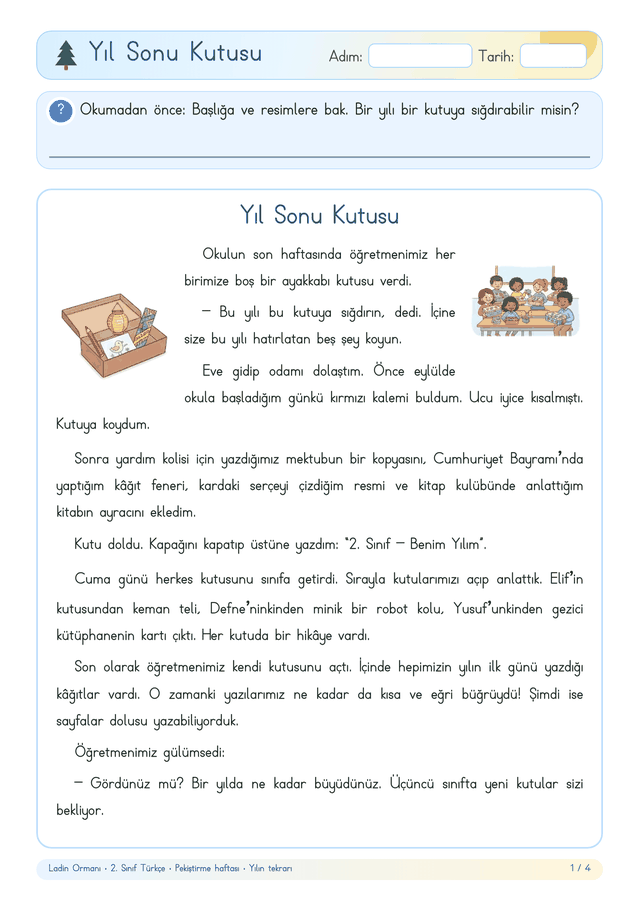 Yıl Sonu Kutusu
Adım:
Tarih:
? Okumadan önce: Başlığa ve resimlere bak. Bir yılı bir kutuya sığdırabilir misin?
Yıl Sonu Kutusu
Okulun son haftasında öğretmenimiz her
birimize boş bir ayakkabı kutusu verdi.
– Bu yılı bu kutuya sığdırın, dedi. İçine
size bu yılı hatırlatan beş şey koyun.
Eve gidip odamı dolaştım. Önce eylülde
okula başladığım günkü kırmızı kalemi buldum. Ucu iyice kısalmıştı.
Kutuya koydum.
Sonra yardım kolisi için yazdığımız mektubun bir kopyasını, Cumhuriyet Bayramı’nda
yaptığım kâğıt feneri, kardaki serçeyi çizdiğim resmi ve kitap kulübünde anlattığım
kitabın ayracını ekledim.
Kutu doldu. Kapağını kapatıp üstüne yazdım: “2. Sınıf – Benim Yılım”.
Cuma günü herkes kutusunu sınıfa getirdi. Sırayla kutularımızı açıp anlattık. Elif’in
kutusundan keman teli, Defne’ninkinden minik bir robot kolu, Yusuf’unkinden gezici
kütüphanenin kartı çıktı. Her kutuda bir hikâye vardı.
Son olarak öğretmenimiz kendi kutusunu açtı. İçinde hepimizin yılın ilk günü yazdığı
kâğıtlar vardı. O zamanki yazılarımız ne kadar da kısa ve eğri büğrüydü! Şimdi ise
sayfalar dolusu yazabiliyorduk.
Öğretmenimiz gülümsedi:
– Gördünüz mü? Bir yılda ne kadar büyüdünüz. Üçüncü sınıfta yeni kutular sizi
bekliyor.
Ladin Ormanı • 2. Sınıf Türkçe • Pekiştirme haftası • Yılın tekrarı
1 / 4